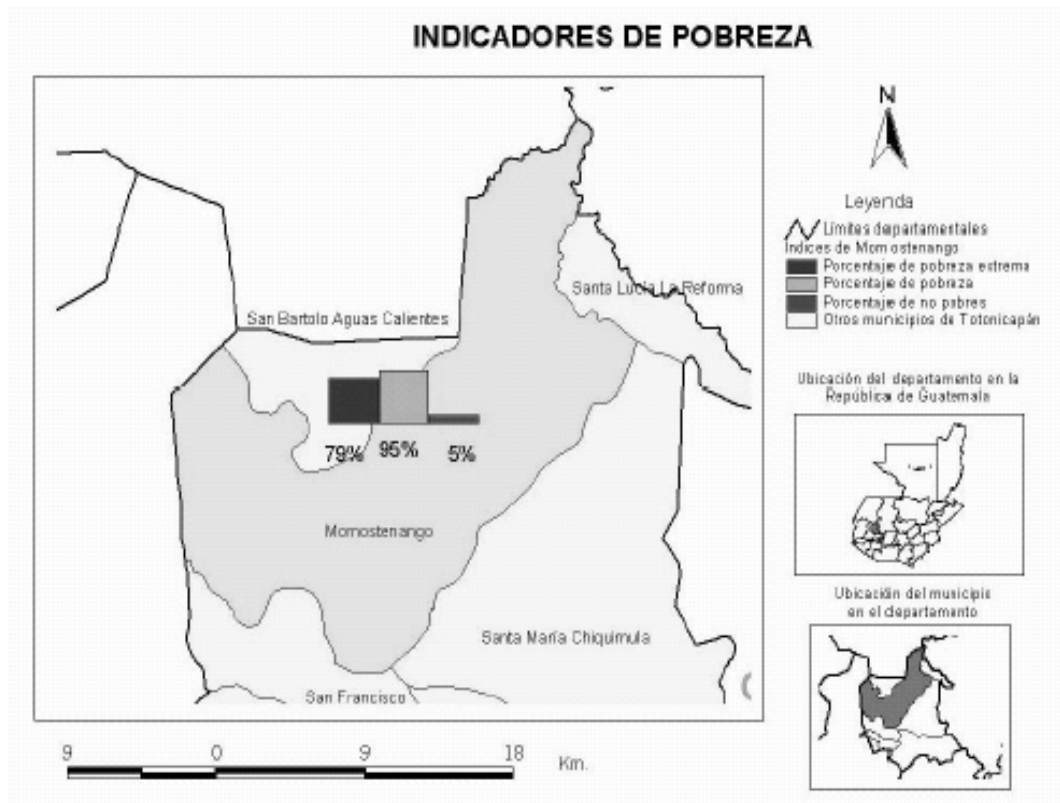 INDICADORES DE POBREZA
N
Leyenda
Límites departamentales
Indices de Momostenango
Porcentaje de pobreza extrema
Porcentaje de pobreza
Porcentaje de no pobres
Otros municipios de Totonicapán
Santa Lucía La Reforma
San Bartolo Aguas Calientes
79%
95%
5%
Momostenango
Santa María Chiquimula
San Francisco
Ubicación del departamento en la
República de Guatemala
Ubicación del municipio
en el departamento
9 0 9 18 Km.